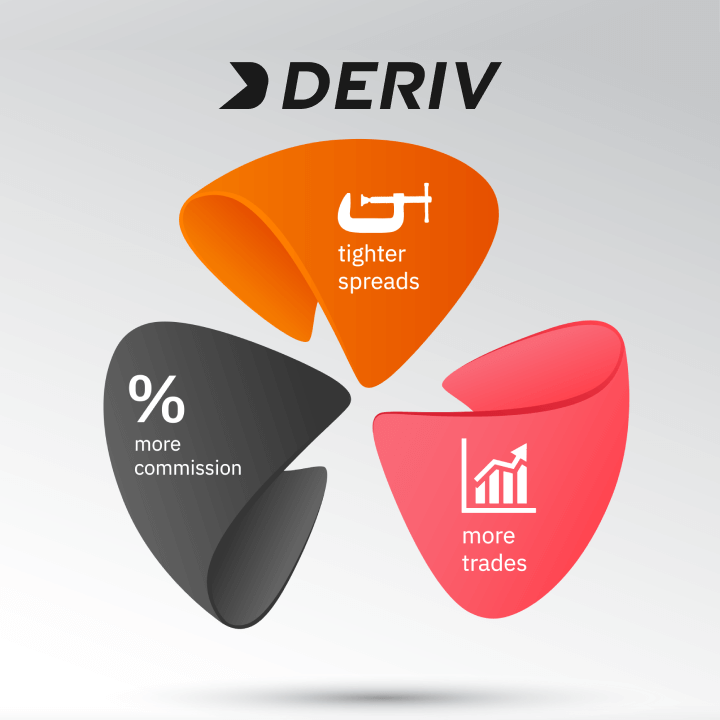 DERIV
tighter
spreads
%
more
commission
more
trades